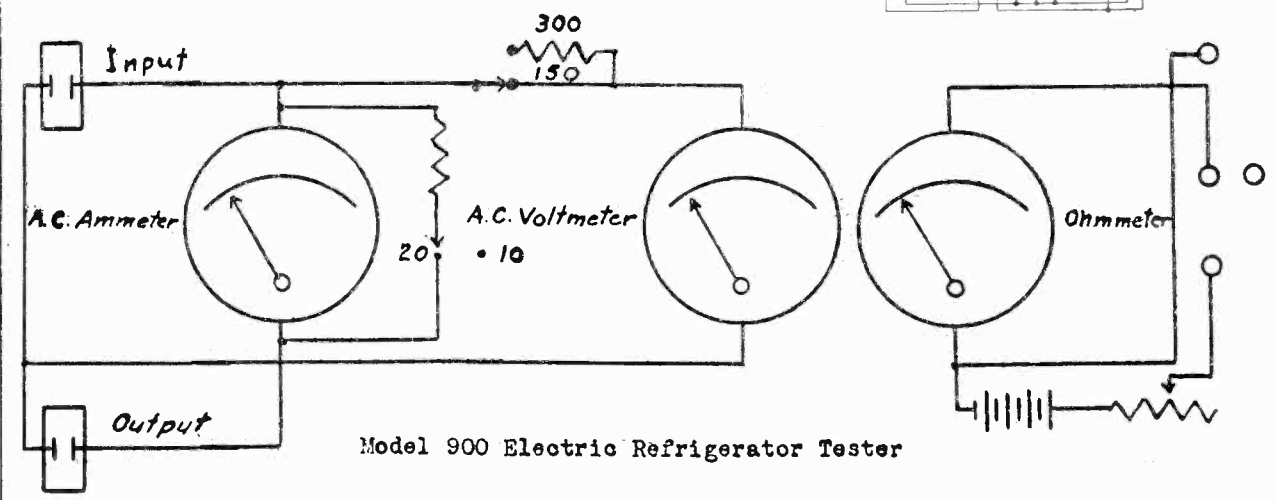 300
Input
150
A.C. Ammeter
A.C. Voltmeter
Ohmmeter
20 • 10
Output
Model 900 Electric Refrigerator Tester